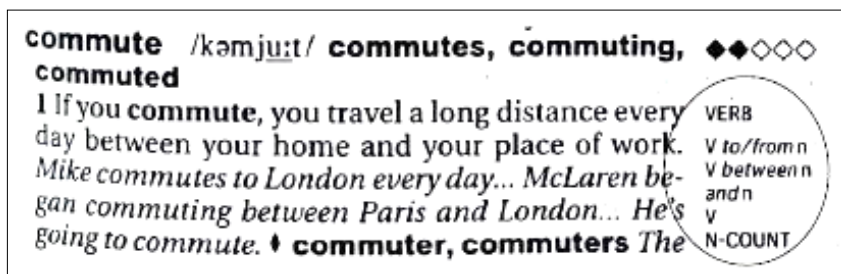 commute /kəmjuːt/ commutes, commuting, ◆◆◇◇◇
commuted
1 If you commute, you travel a long distance every VERB
day between your home and your place of work. V to/from n
Mike commutes to London every day... McLaren be- V between n
and n
gan commuting between Paris and London... He's V
going to commute. ♦ commuter, commuters The N-COUNT